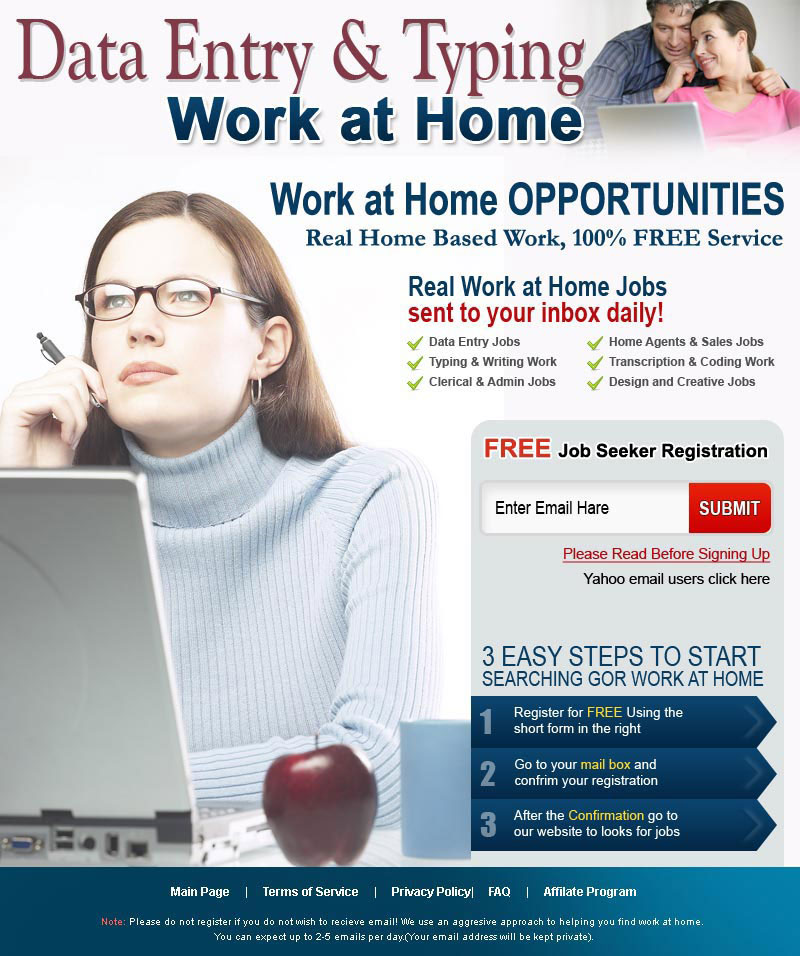 Data Entry & Typing
Work at Home
Work at Home OPPORTUNITIES
Real Home Based Work, 100% FREE Service
Real Work at Home Jobs
sent to your inbox daily!
Data Entry Jobs
Home Agents & Sales Jobs
Typing & Writing Work
Transcription & Coding Work
Clerical & Admin Jobs
Design and Creative Jobs
FREE Job Seeker Registration
Enter Email Hare
SUBMIT
Please Read Before Signing Up
Yahoo email users click here
3 EASY STEPS TO START
SEARCHING GOR WORK AT HOME
1
Register for FREE Using the
short form in the right
2
Go to your mail box and
confrim your registration
3
After the Confirmation go to
our website to looks for jobs
Main Page | Terms of Service | Privacy Policy| FAQ | Affilate Program
Note: Please do not register if you do not wish to recieve email! We use an aggresive approach to helping you find work at home.
You can expect up to 2-5 emails per day.(Your email address will be kept private).